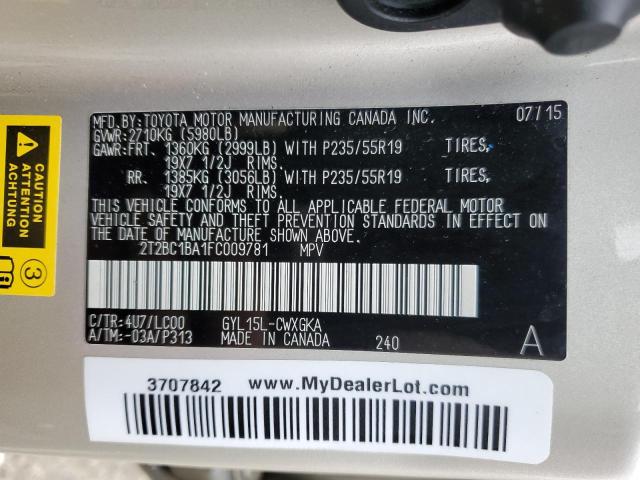 MFD.BY:TOYOTA MOTOR MANUFACTURING CANADA INC. 07/15
GVWR:2710KG (5980LB)
GAWR:FRT. 1360KG (2999LB) WITH P235/55R19 TIRES,
19X7 1/2J RIMS.
RR. 1385KG (3056LB) WITH P235/55R19 TIRES,
19X7 1/2J RIMS.
THIS VEHICLE CONFORMS TO ALL APPLICABLE FEDERAL MOTOR
VEHICLE SAFETY AND THEFT PREVENTION STANDARDS IN EFFECT ON
THE DATE OF MANUFACTURE SHOWN ABOVE.
2T2BC1BA1FC009781 MPV
C/TR:4U7/LC00 GYL15L-CWXGKA
A/TM:-03A/P313 MADE IN CANADA 240 A
ATTENTION
ACHTUNG
3
3707842 www.MyDealerLot.com